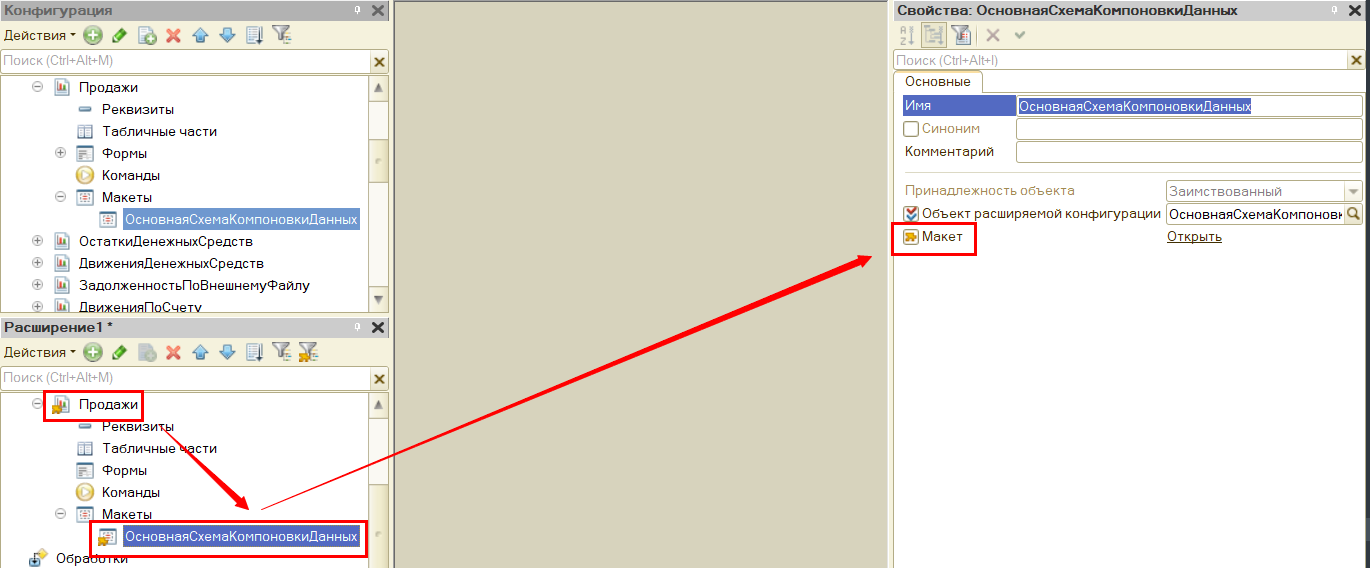 Конфигурация
Действия
Поиск (Ctrl+Alt+M)
Продажи
Реквизиты
Табличные части
Формы
Команды
Макеты
ОсновнаяСхемаКомпоновкиДанных
ОстаткиДенежныхСредств
ДвиженияДенежныхСредств
ЗадолженностьПоВнешнемуФайлу
ДвиженияПоСчету
Расширение1 *
Действия
Поиск (Ctrl+Alt+M)
Продажи
Реквизиты
Табличные части
Формы
Команды
Макеты
ОсновнаяСхемаКомпоновкиДанных
Обработки
Свойства: ОсновнаяСхемаКомпоновкиДанных
Поиск (Ctrl+Alt+I)
Основные
Имя ОсновнаяСхемаКомпоновкиДанных
Синоним
Комментарий
Принадлежность объекта Заимствованный
Объект расширяемой конфигурации ОсновнаяСхемаКомпоновк
Макет Открыть